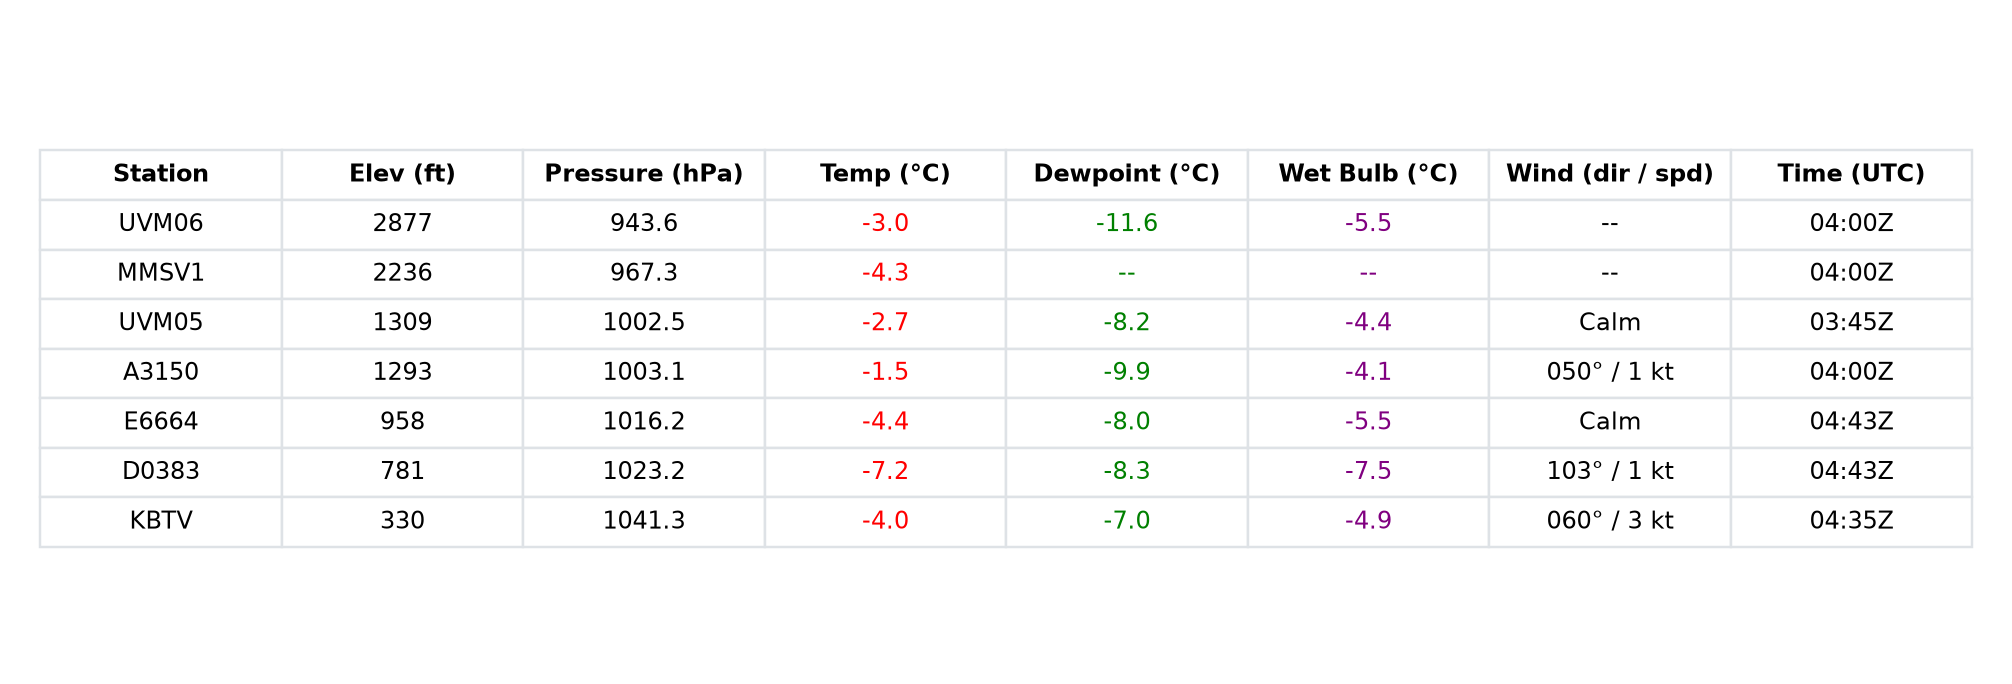 Station Elev (ft) Pressure (hPa) Temp (°C) Dewpoint (°C) Wet Bulb (°C) Wind (dir / spd) Time (UTC)
UVM06 2877 943.6 -3.0 -11.6 -5.5 -- 04:00Z
MMSV1 2236 967.3 -4.3 -- -- -- 04:00Z
UVM05 1309 1002.5 -2.7 -8.2 -4.4 Calm 03:45Z
A3150 1293 1003.1 -1.5 -9.9 -4.1 050° / 1 kt 04:00Z
E6664 958 1016.2 -4.4 -8.0 -5.5 Calm 04:43Z
D0383 781 1023.2 -7.2 -8.3 -7.5 103° / 1 kt 04:43Z
KBTV 330 1041.3 -4.0 -7.0 -4.9 060° / 3 kt 04:35Z